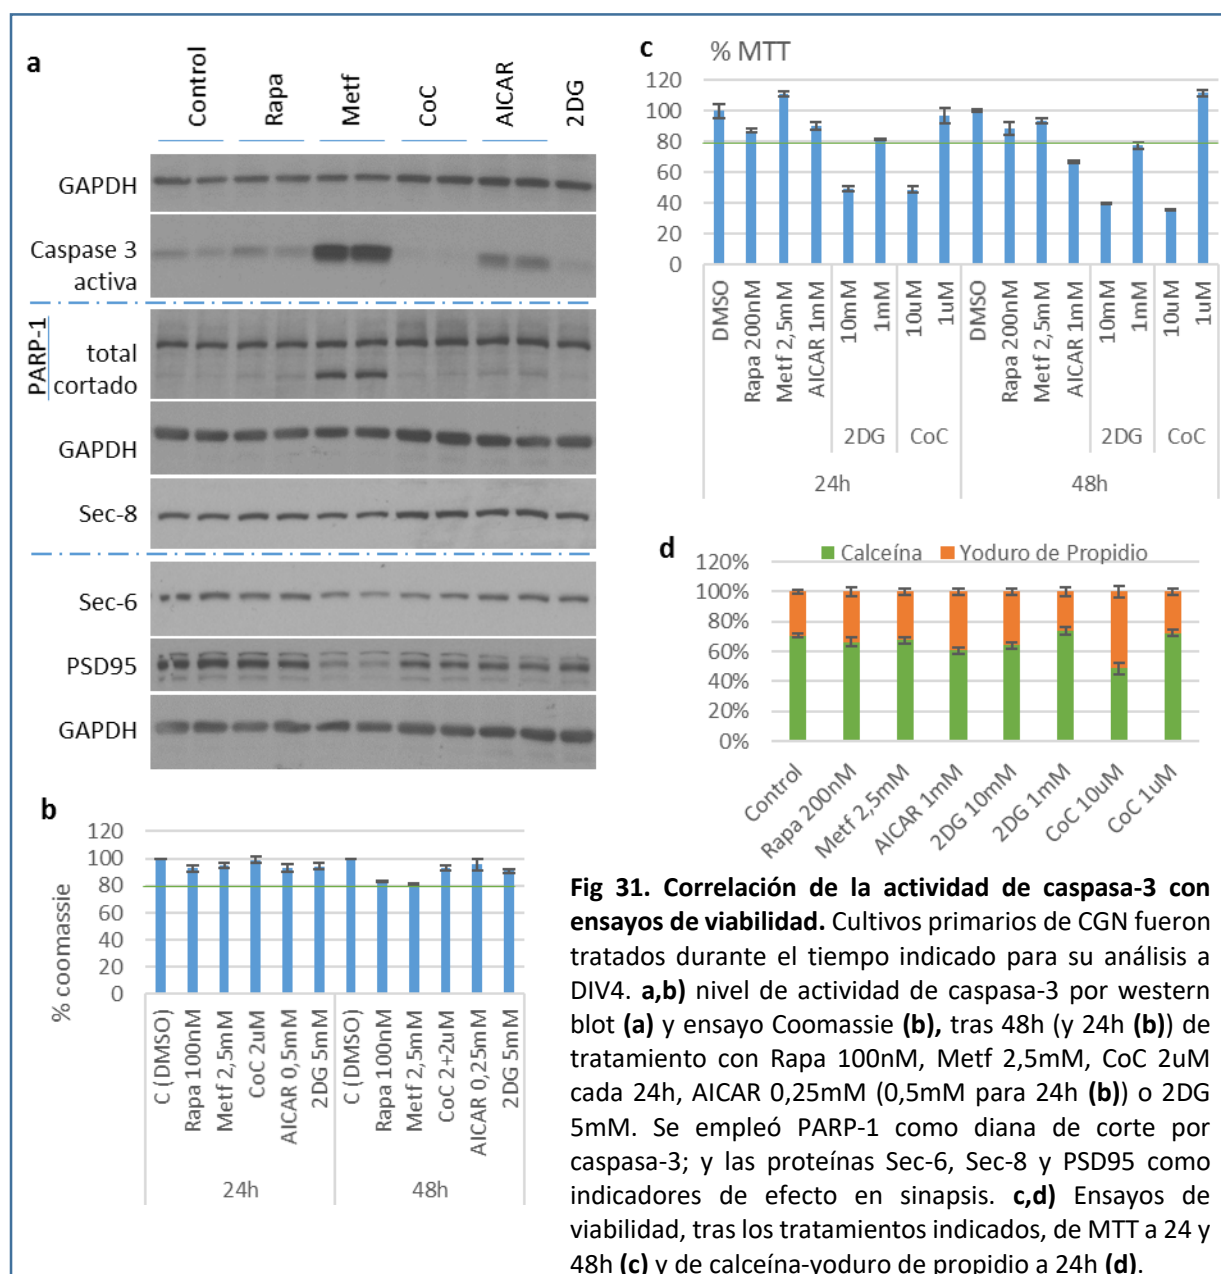 a
Control
Rapa
Metf
CoC
AICAR
2DG
GAPDH
Caspase 3
activa
PARP-1
total
cortado
GAPDH
Sec-8
Sec-6
PSD95
GAPDH
b
% coomassie
120
100
80
60
40
20
0
C (DMSO)
Rapa 100nM
Metf 2,5mM
CoC 2uM
AICAR 0,5mM
2DG 5mM
C (DMSO)
Rapa 100nM
Metf 2,5mM
CoC 2+2uM
AICAR 0,25mM
2DG 5mM
24h
48h
c
% MTT
120
100
80
60
40
20
0
DMSO
Rapa 200nM
Metf 2,5mM
AICAR 1mM
10mM
1mM
10uM
1uM
DMSO
Rapa 200nM
Metf 2,5mM
AICAR 1mM
10mM
1mM
10uM
1uM
2DG
CoC
2DG
CoC
24h
48h
d
Calceína
Yoduro de Propidio
120%
100%
80%
60%
40%
20%
0%
Control
Rapa 200nM
Metf 2,5mM
AICAR 1mM
2DG 10mM
2DG 1mM
CoC 10uM
CoC 1uM
Fig 31. Correlación de la actividad de caspasa-3 con
ensayos de viabilidad. Cultivos primarios de CGN fueron
tratados durante el tiempo indicado para su análisis a
DIV4. a,b) nivel de actividad de caspasa-3 por western
blot (a) y ensayo Coomassie (b), tras 48h (y 24h (b)) de
tratamiento con Rapa 100nM, Metf 2,5mM, CoC 2uM
cada 24h, AICAR 0,25mM (0,5mM para 24h (b)) o 2DG
5mM. Se empleó PARP-1 como diana de corte por
caspasa-3; y las proteínas Sec-6, Sec-8 y PSD95 como
indicadores de efecto en sinapsis. c,d) Ensayos de
viabilidad, tras los tratamientos indicados, de MTT a 24 y
48h (c) y de calceína-yoduro de propidio a 24h (d).